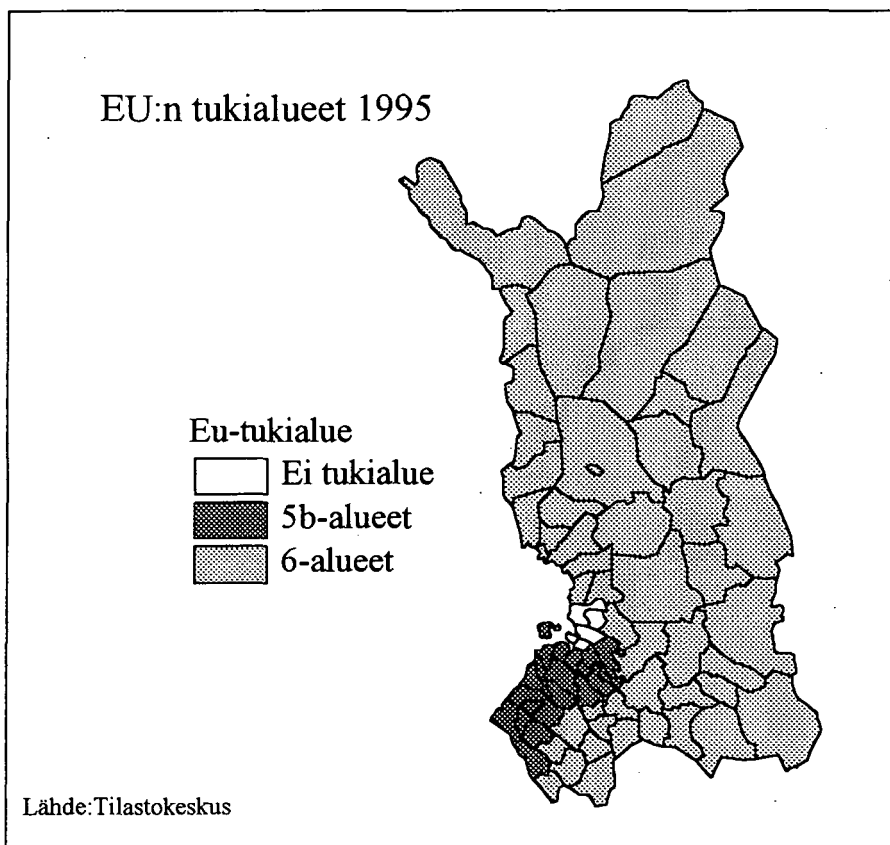 EU:n tukialueet 1995
Eu-tukialue
Ei tukialue
5b-alueet
6-alueet
Lähde:Tilastokeskus